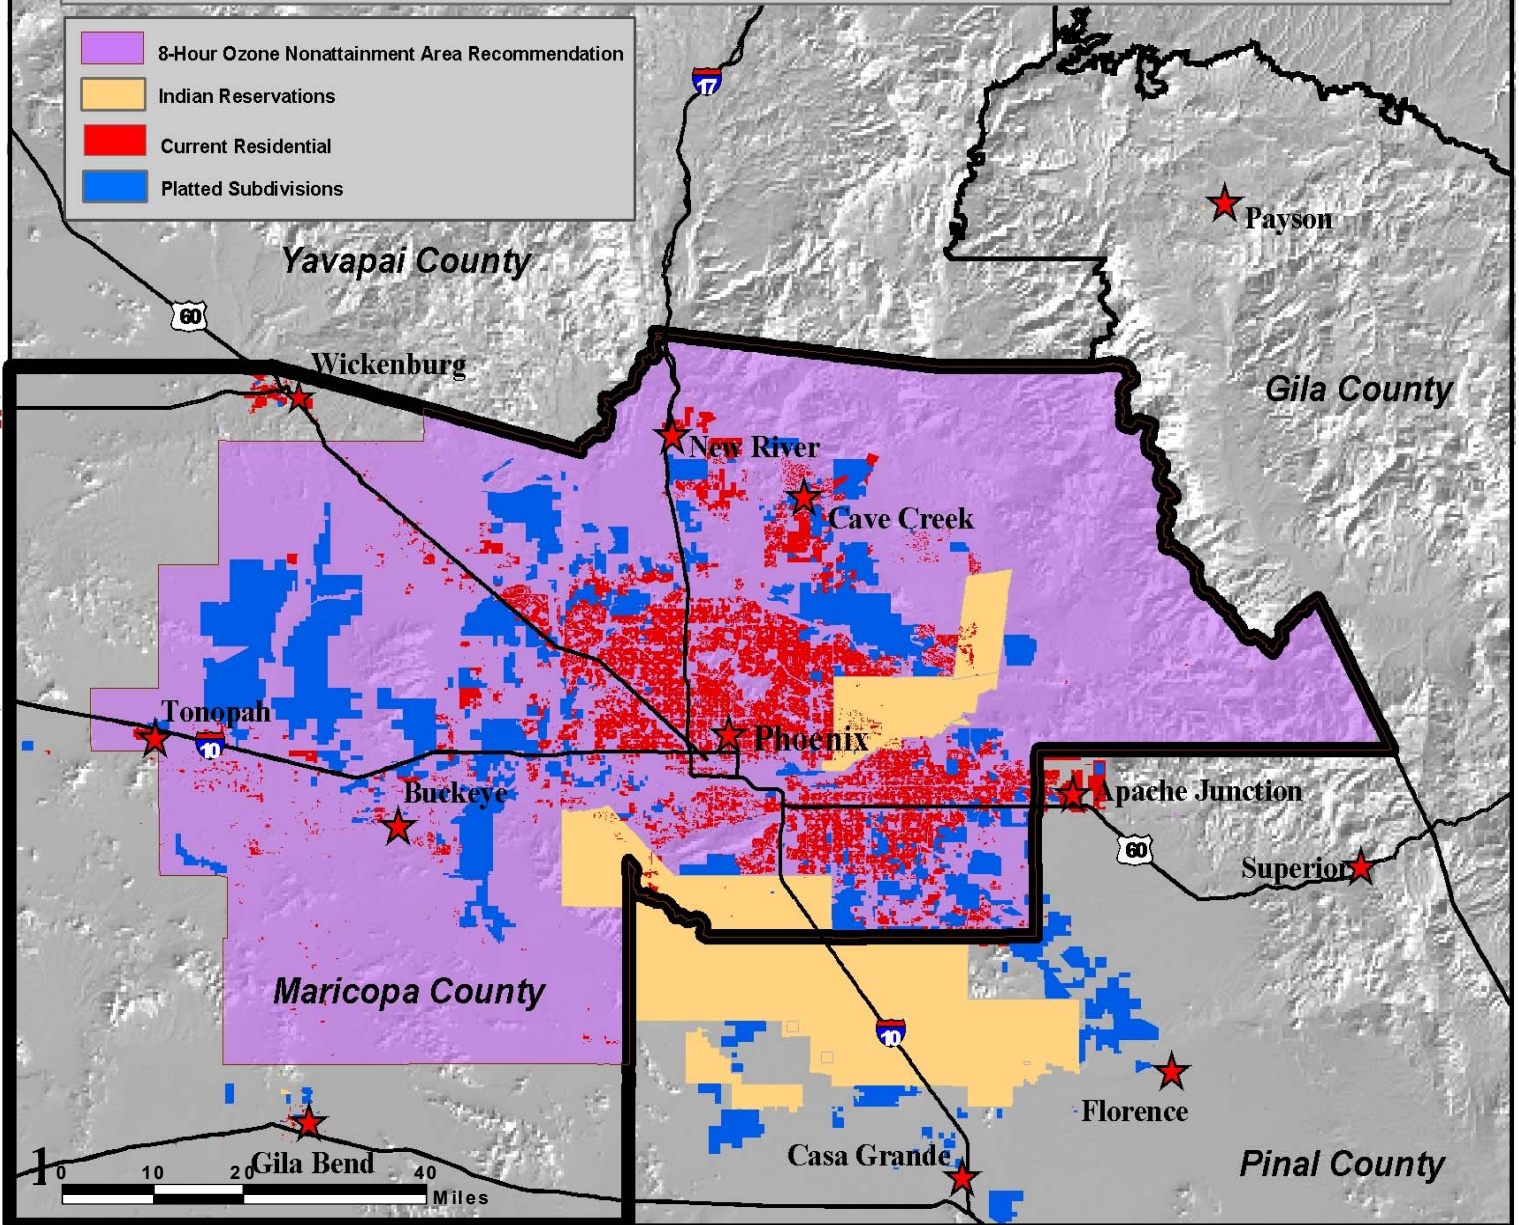 8-Hour Ozone Nonattainment Area Recommendation
Indian Reservations
Current Residential
Platted Subdivisions
17
Payson
Yavapai County
60
Wickenburg
Gila County
New River
Cave Creek
Tonopah
10
Phoenix
Buckeye
Apache Junction
60
Superior
Maricopa County
10
Florence
Gila Bend
Casa Grande
Pinal County
1
0 10 20 40
Miles